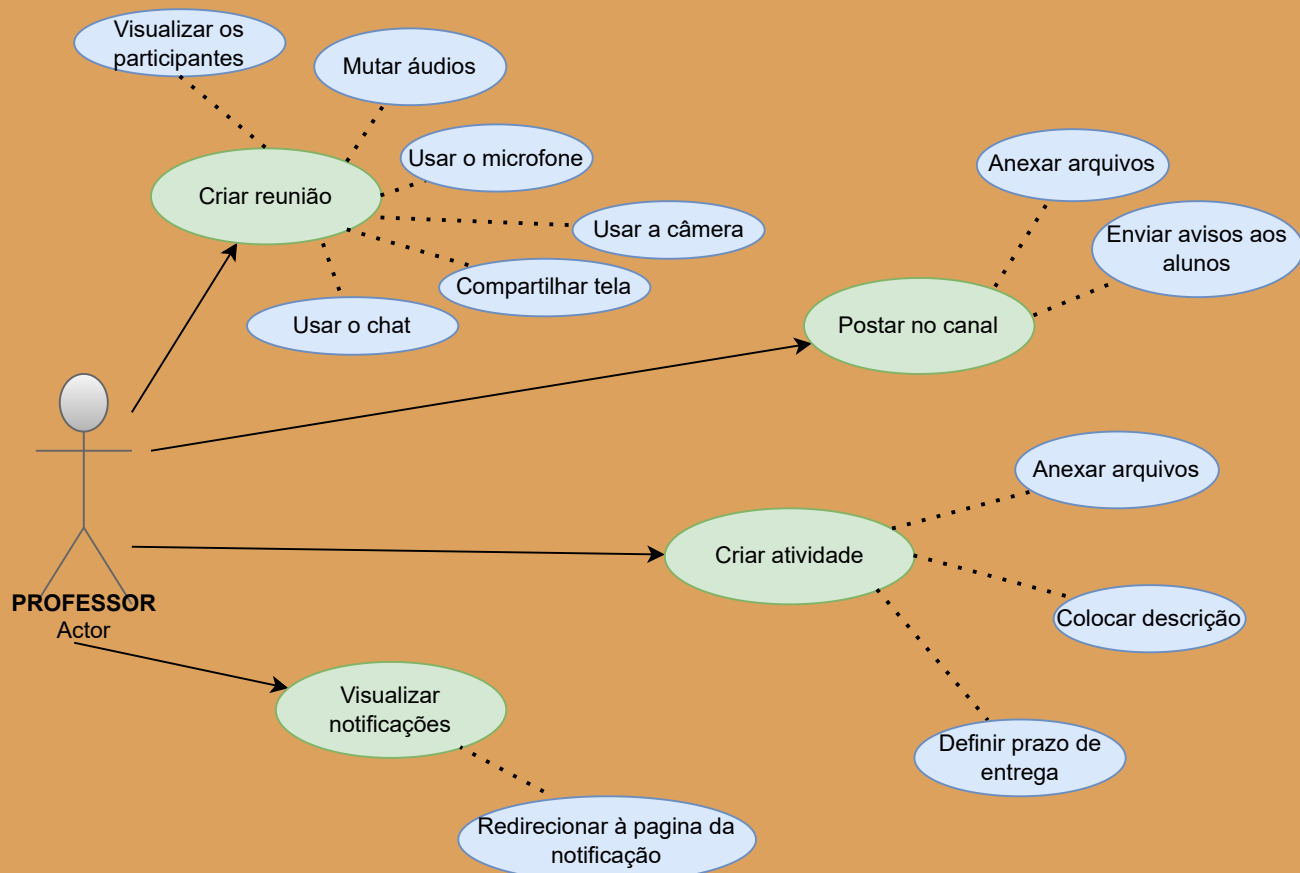 Visualizar os
participantes
Mutar áudios
Usar o microfone
Criar reunião
Usar a câmera
Compartilhar tela
Usar o chat
Anexar arquivos
Enviar avisos aos
alunos
Postar no canal
PROFESSOR
Actor
Anexar arquivos
Criar atividade
Colocar descrição
Definir prazo de
entrega
Visualizar
notificações
Redirecionar à pagina da
notificação